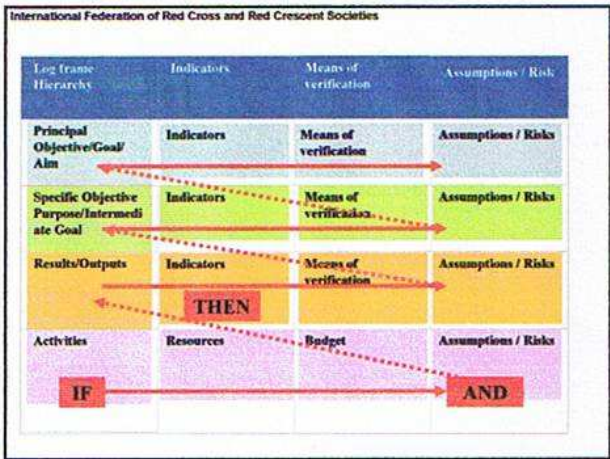 International Federation of Red Cross and Red Crescent Societies
Log frame Indicators Means of Assumptions / Risk
Hierarchy verification
Principal Indicators Means of Assumptions / Risks
Objective/Goal/ verification
Aim
Specific Objective Indicators Means of Assumptions / Risks
Purpose/Intermedi verification
ate Goal
Results/Outputs Indicators Means of Assumptions / Risks
verification
THEN
Activities Resources Budget Assumptions / Risks
IF AND